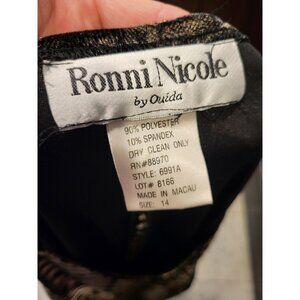 Ronni Nicole
by Ouida
90% POLYESTER
10% SPANDEX
DRY CLEAN ONLY
RN#88970
STYLE: 6991A
LOT# 8166
MADE IN MACAU
SIZE: 14